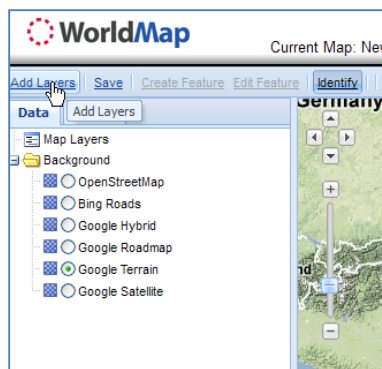 WorldMap
Current Map: Nev
Add Layers Save Create Feature Edit Feature Identify
Data Add Layers
Germany
Map Layers
Background
OpenStreetMap
Bing Roads
Google Hybrid
Google Roadmap
Google Terrain
nd
Google Satellite